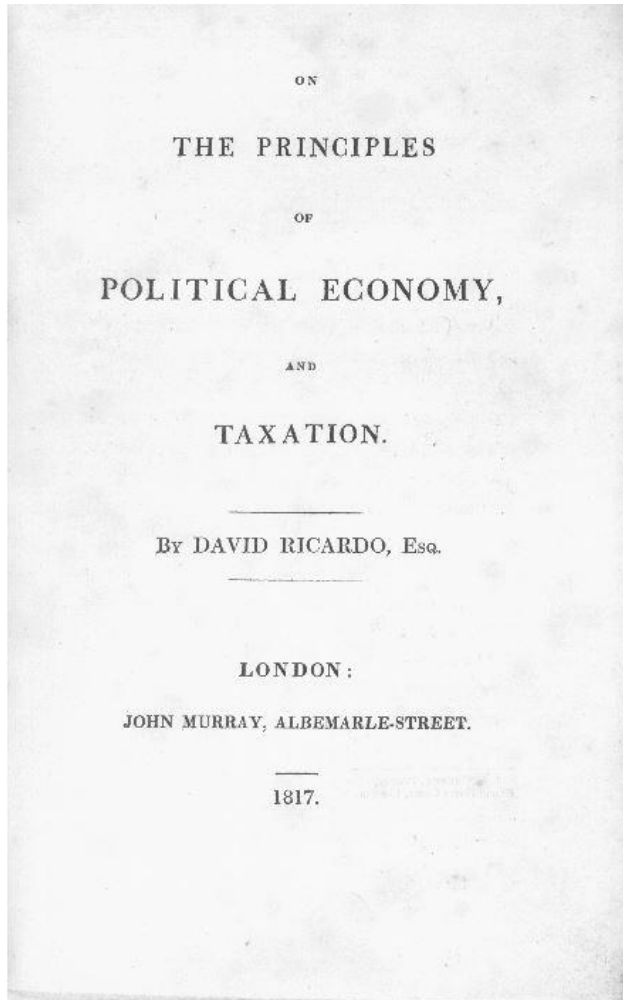 ON
THE PRINCIPLES
OF
POLITICAL ECONOMY,
AND
TAXATION.
BY DAVID RICARDO, ESQ.
LONDON:
JOHN MURRAY, ALBEMARLE-STREET.
1817.